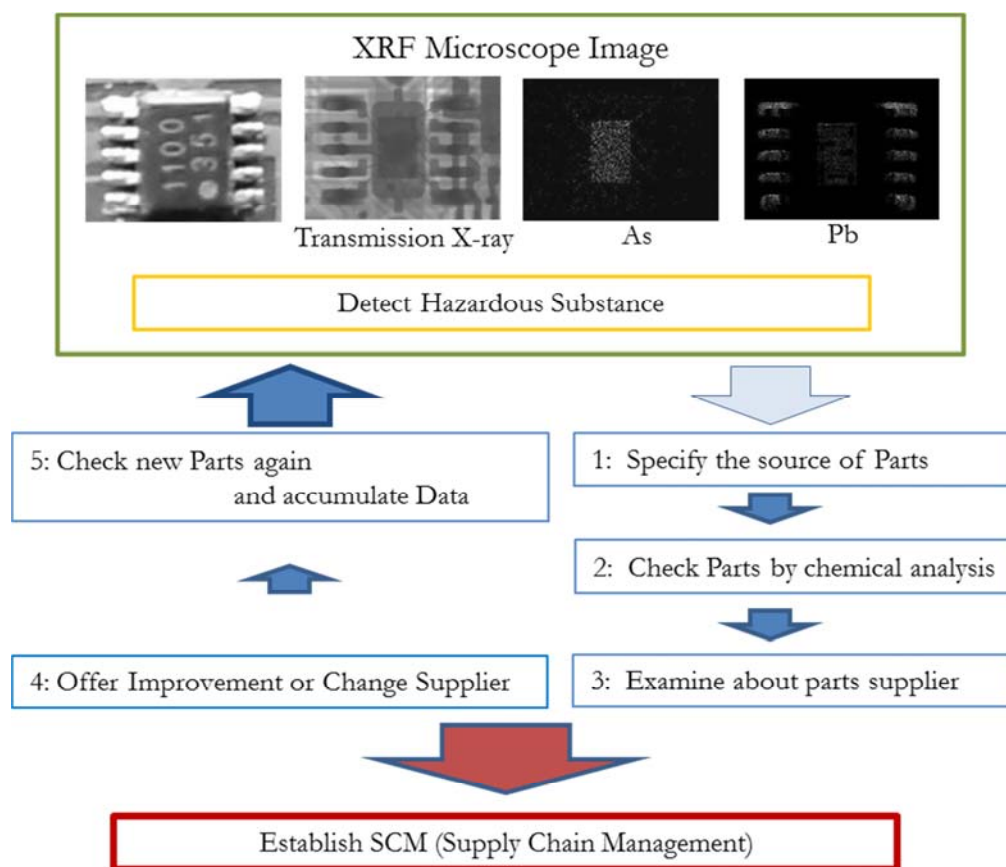 XRF Microscope Image
1100
351
Transmission X-ray
As
Pb
Detect Hazardous Substance
5: Check new Parts again
and accumulate Data
1: Specify the source of Parts
2: Check Parts by chemical analysis
4: Offer Improvement or Change Supplier
3: Examine about parts supplier
Establish SCM (Supply Chain Management)